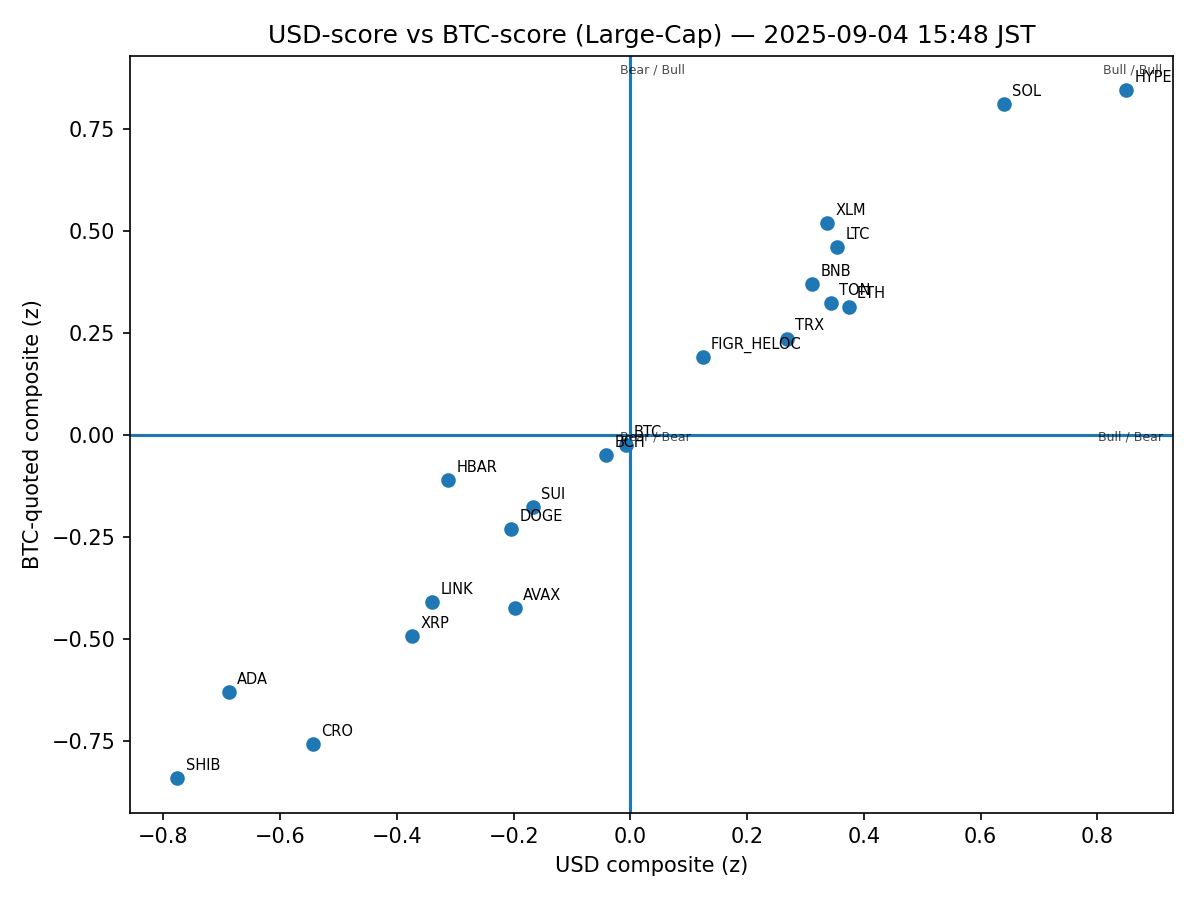 USD-score vs BTC-score (Large-Cap) — 2025-09-04 15:48 JST
Bear / Bull
Bull / Bull
HYPE
SOL
0.75
XLM
0.50
LTC
BNB
TON
ETH
TRX
0.25
FIGR_HELOC
BTC
0.00
Bear / Bear
Bull / Bear
BCH
HBAR
SUI
DOGE
−0.25
LINK
AVAX
XRP
−0.50
ADA
CRO
−0.75
SHIB
BTC-quoted composite (z)
−0.8 −0.6 −0.4 −0.2 0.0 0.2 0.4 0.6 0.8
USD composite (z)